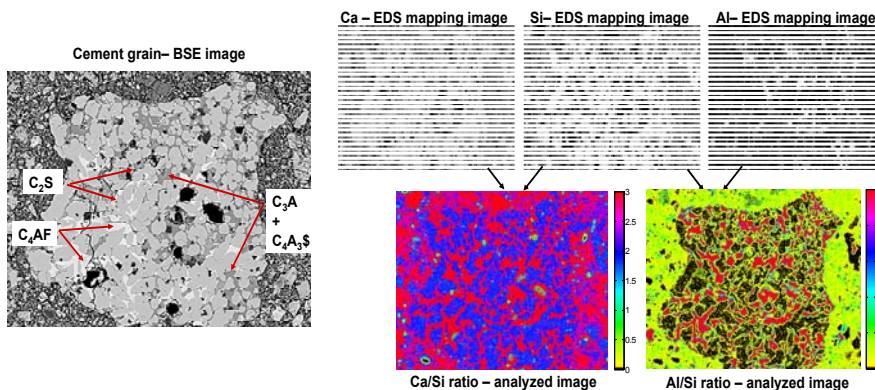 Ca – EDS mapping image
Si– EDS mapping image
Al– EDS mapping image
Cement grain– BSE image
C₂S
C₄AF
C₃A
+
C₄A₃$
3
2.5
2
1.5
1
0.5
0
Ca/Si ratio – analyzed image
Al/Si ratio – analyzed image